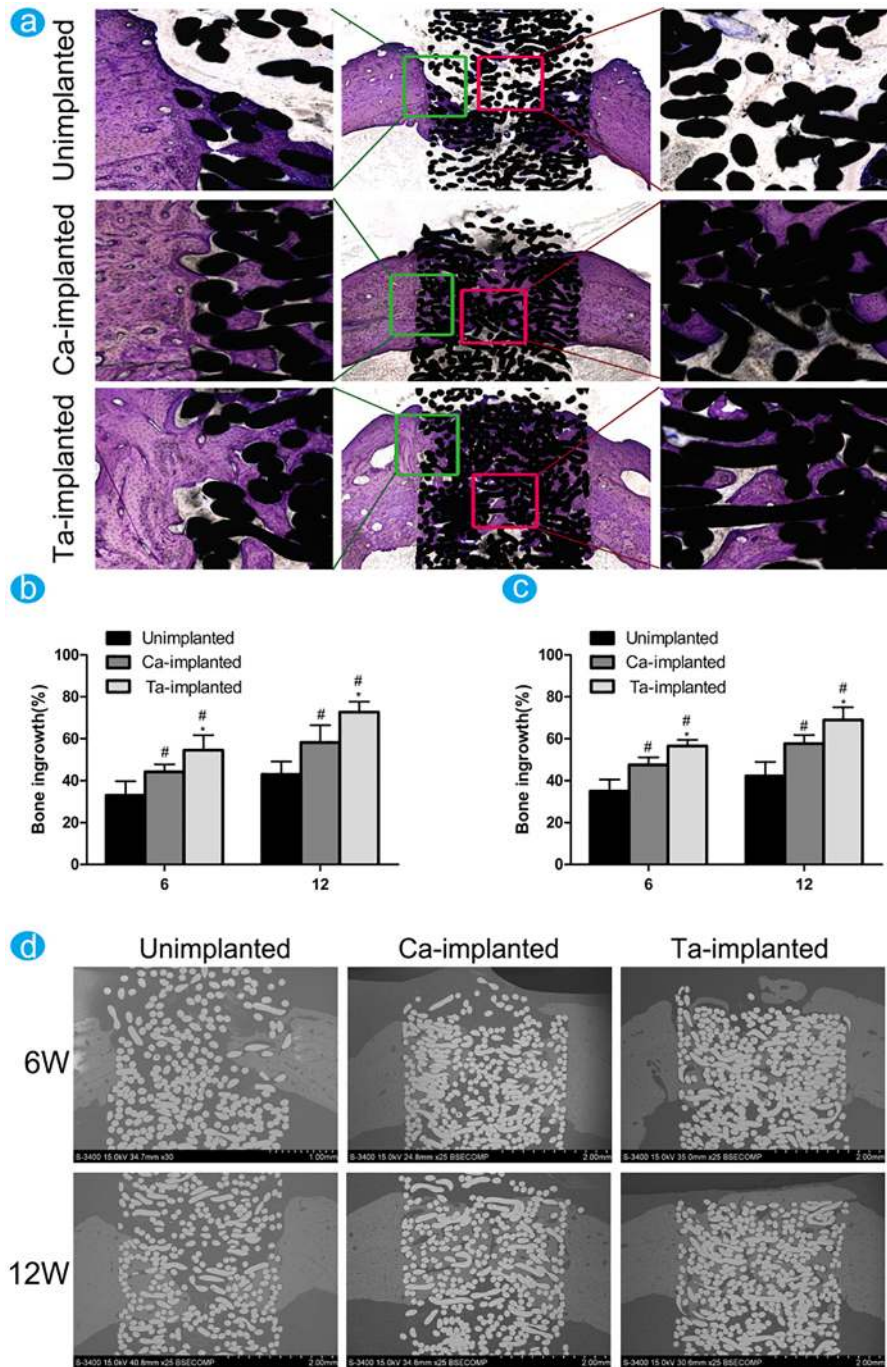 a
Unimplanted
Ca-implanted
Ta-implanted
b
Unimplanted
Ca-implanted
Ta-implanted
Bone ingrowth(%)
100
80
60
40
20
0
#
#
*
#
#
*
6
12
c
Unimplanted
Ca-implanted
Ta-implanted
Bone ingrowth(%)
100
80
60
40
20
0
#
#
*
#
#
*
6
12
d
Unimplanted
Ca-implanted
Ta-implanted
6W
S-3400 15.0kV 34.7mm x30
1.00mm
S-3400 15.0kV 24.8mm x25 BSECOMP
2.00mm
S-3400 15.0kV 35.0mm x25 BSECOMP
2.00mm
12W
S-3400 15.0kV 40.8mm x25 BSECOMP
2.00mm
S-3400 15.0kV 34.6mm x25 BSECOMP
2.00mm
S-3400 15.0kV 30.6mm x25 BSECOMP
2.00mm